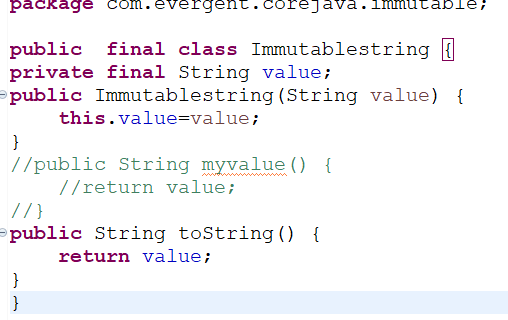 package com.evergent.corejava.immutable;
public  final class Immutablestring {
private final String value;
public Immutablestring(String value) {
    this.value=value;
}
//public String myvalue() {
    //return value;
//}
public String toString() {
    return value;
}
}